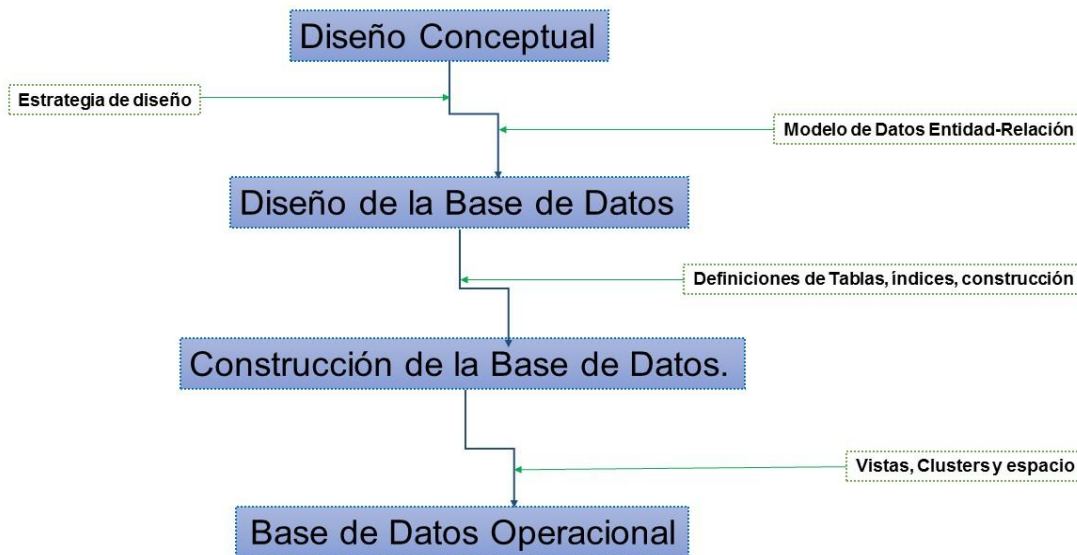 Diseño Conceptual
Estrategia de diseño
Modelo de Datos Entidad-Relación
Diseño de la Base de Datos
Definiciones de Tablas, índices, construcción
Construcción de la Base de Datos.
Vistas, Clusters y espacio
Base de Datos Operacional